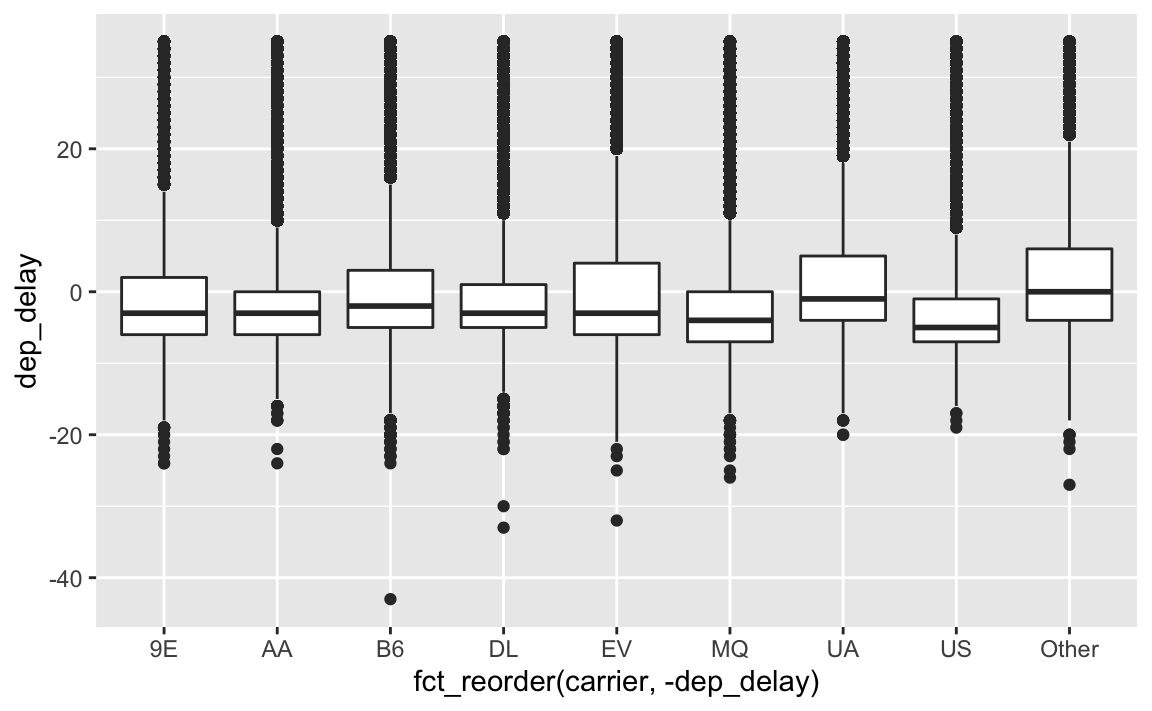 dep_delay
20
0
-20
-40
9E AA B6 DL EV MQ UA US Other
fct_reorder(carrier, -dep_delay)